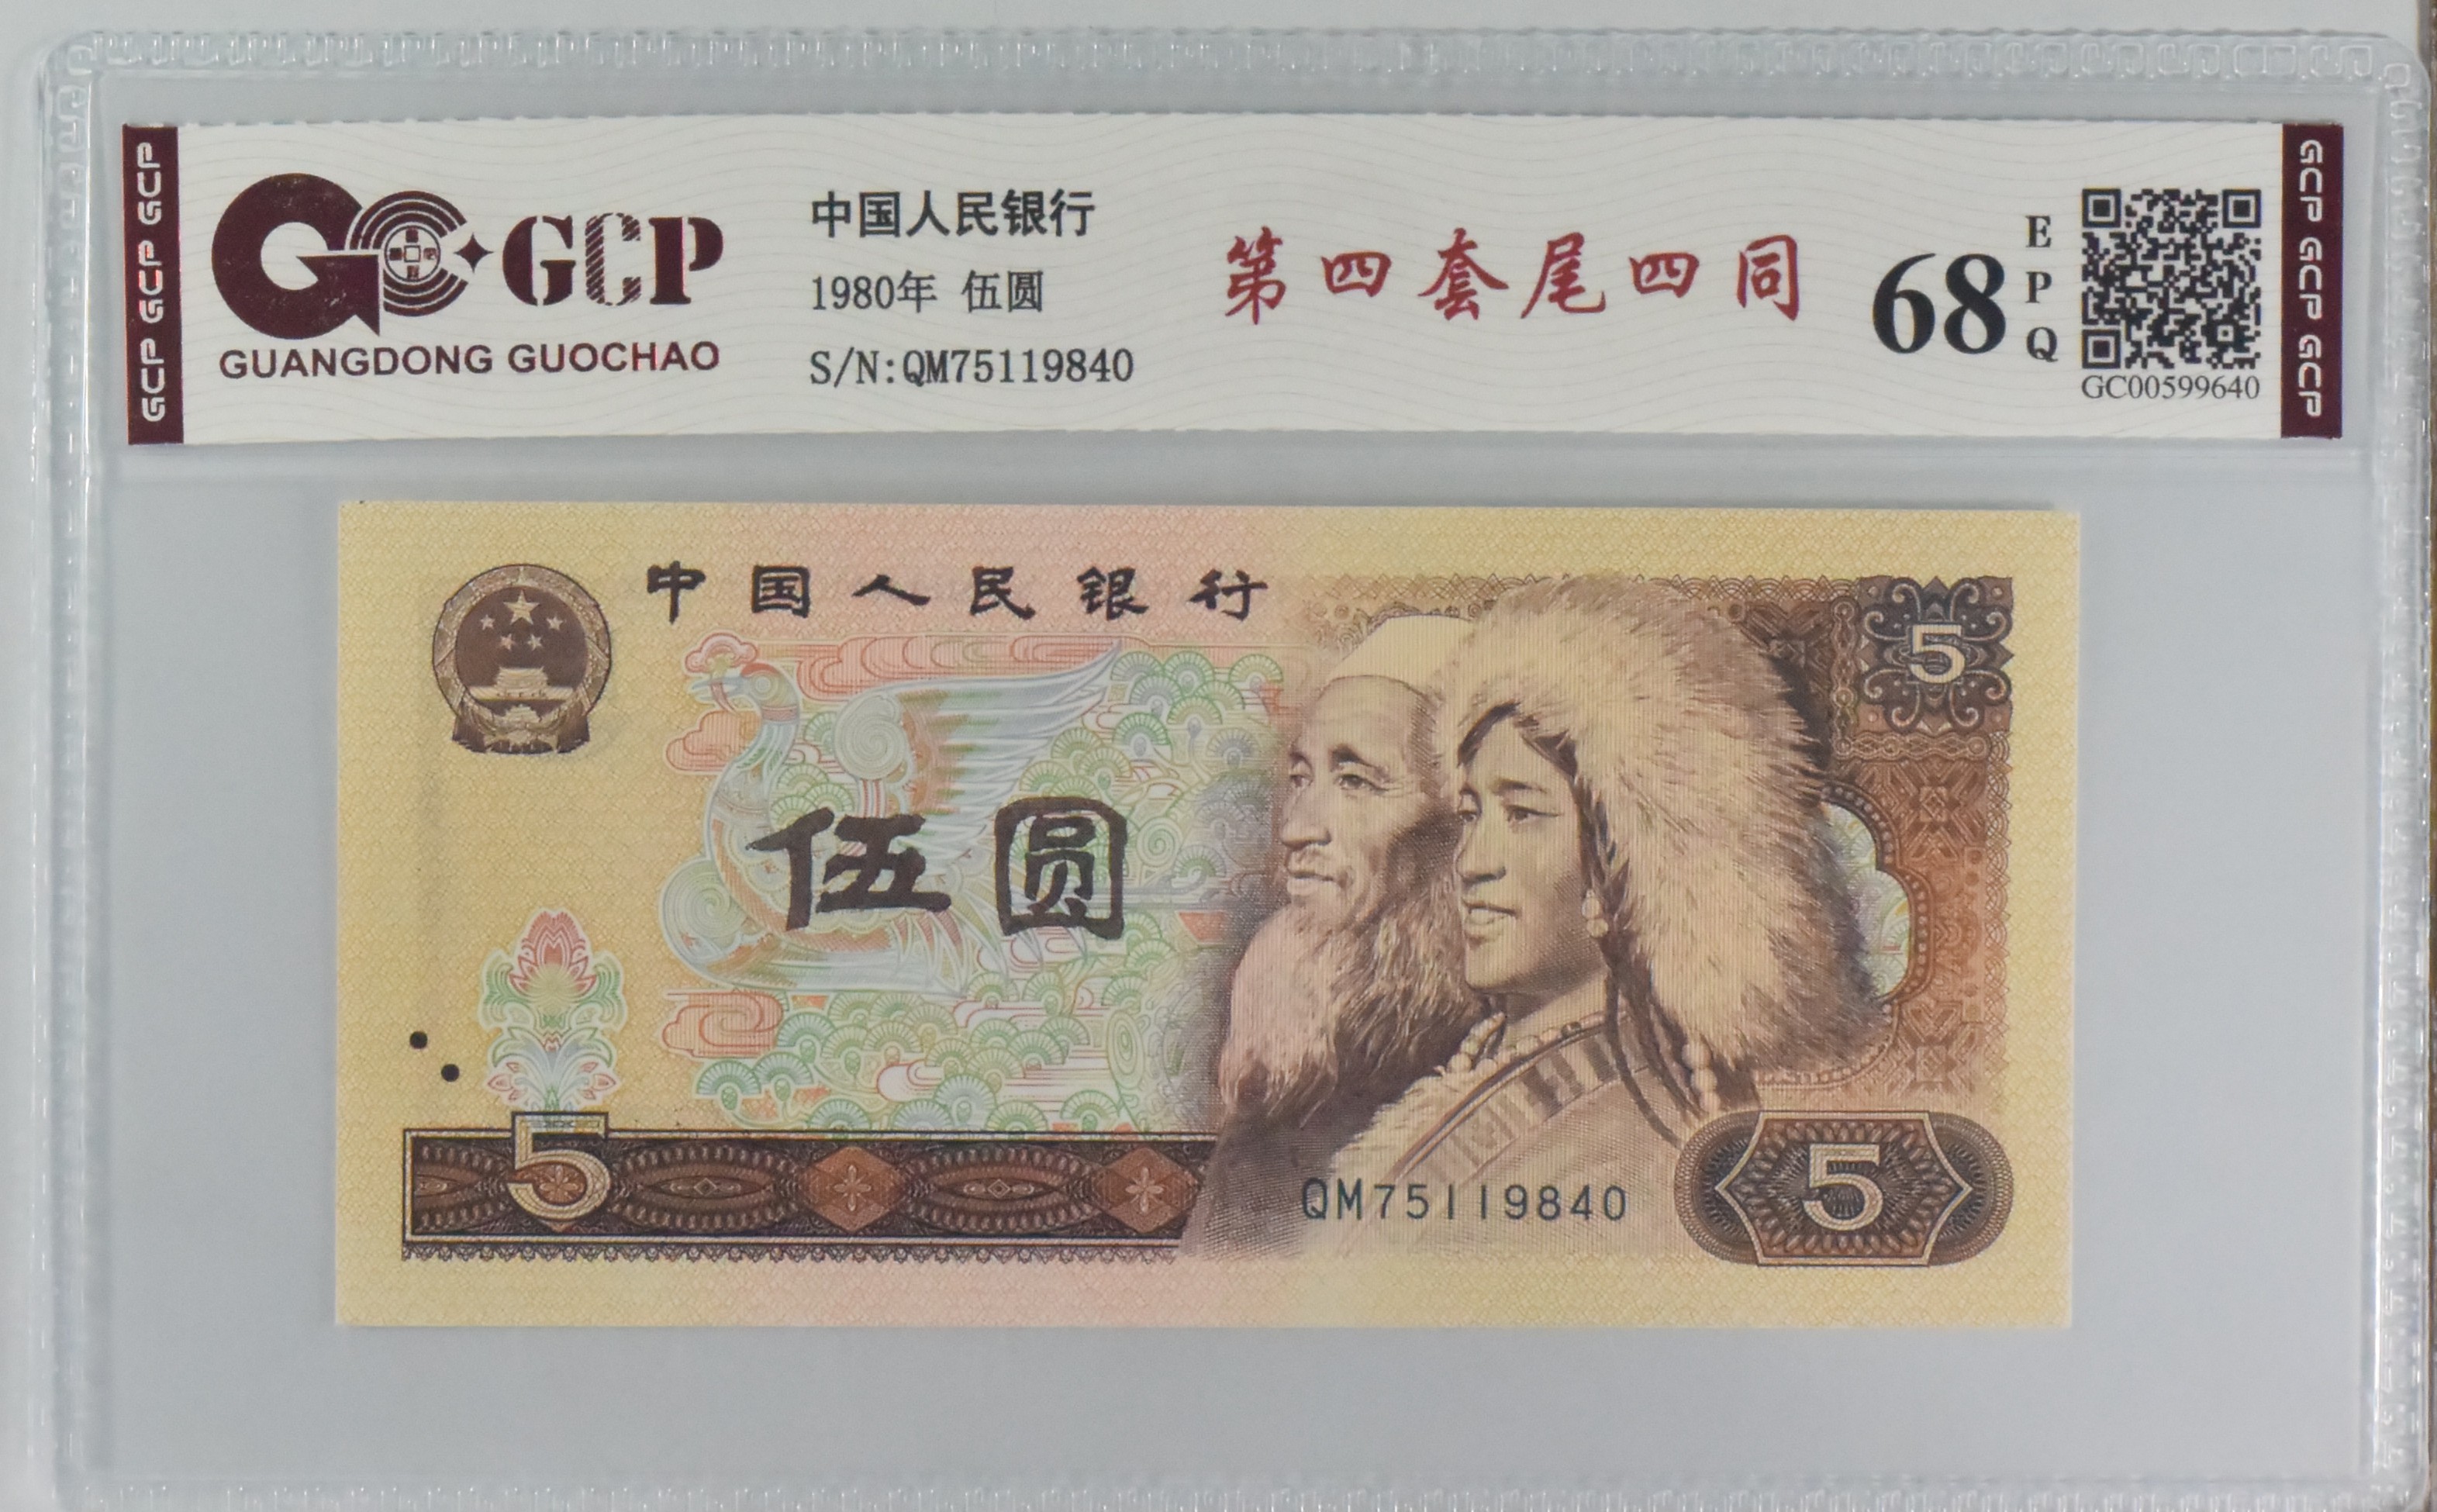 GCP GCP GCP
GCP
GUANGDONG GUOCHAO
中国人民银行
1980年 伍圆
S/N:QM75119840
第四套尾四同
68
E
P
Q
GC00599640
GCP GCP GCP
中国人民银行
5
伍圆
5
QM75119840
5